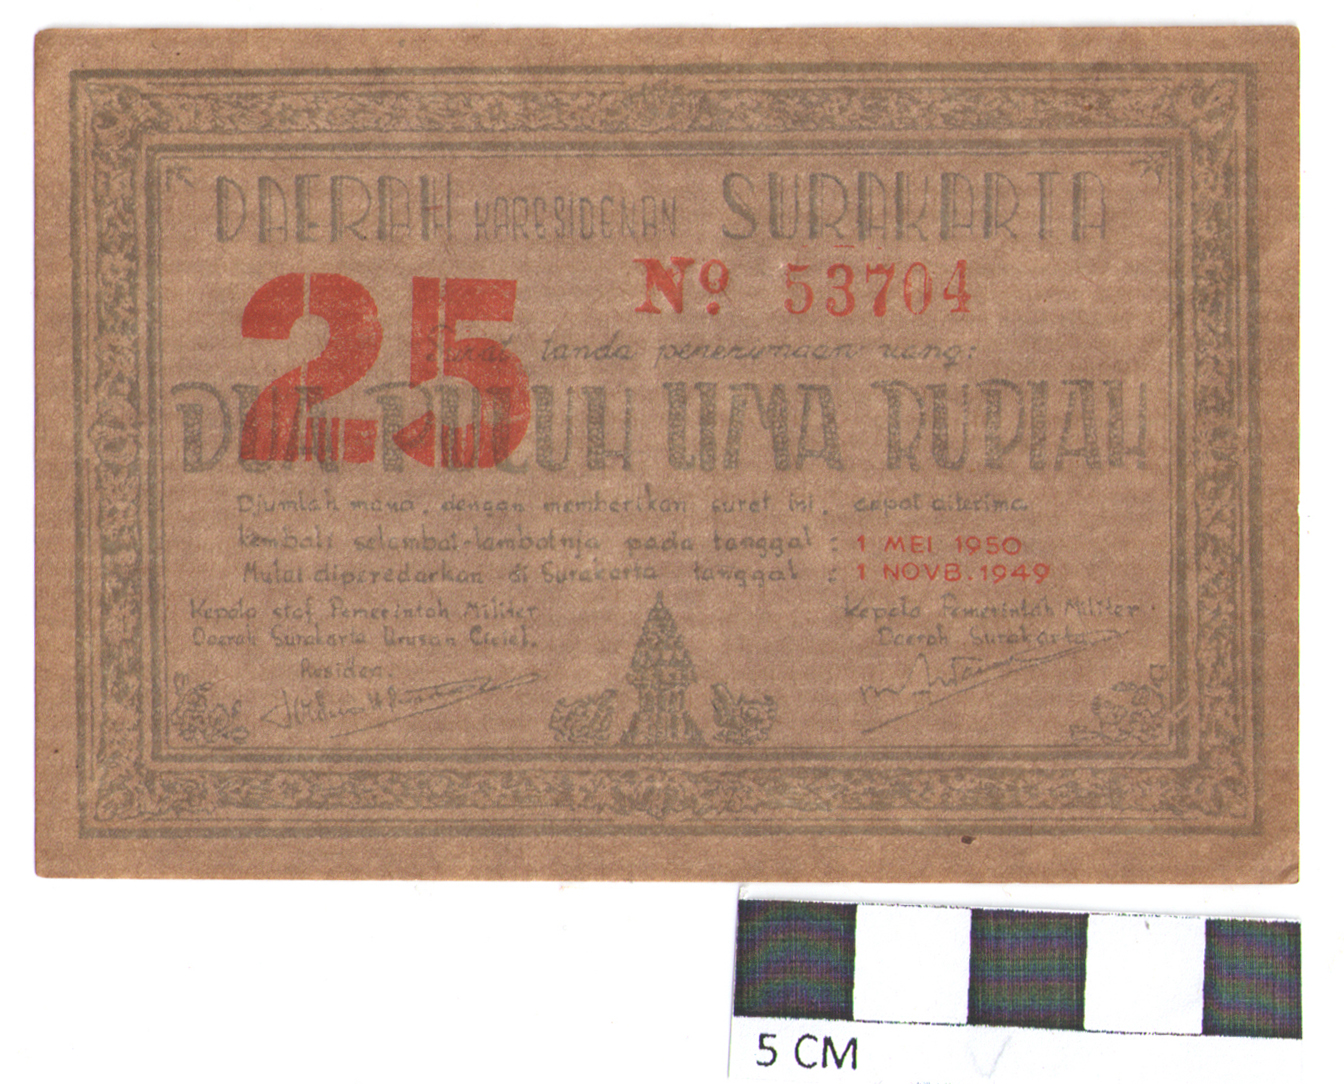 DAERAH KARESIDENAN SURAKARTA
25
No. 53704
Surat tanda penerimaan uang:
DUA PULUH LIMA RUPIAH
Djumlah mana, dengan memberikan surat ini, dapat diterima
kembali selambat-lambatnja pada tanggal : 1 MEI 1950
Mulai diperedarkan di Surakarta tanggal : 1 NOVB. 1949
Kepala staf Pemerintah Militer
Daerah Surakarta Urusan Civiel.
Residen.
Kepala Pemerintah Militer
Daerah Surakarta
5 CM